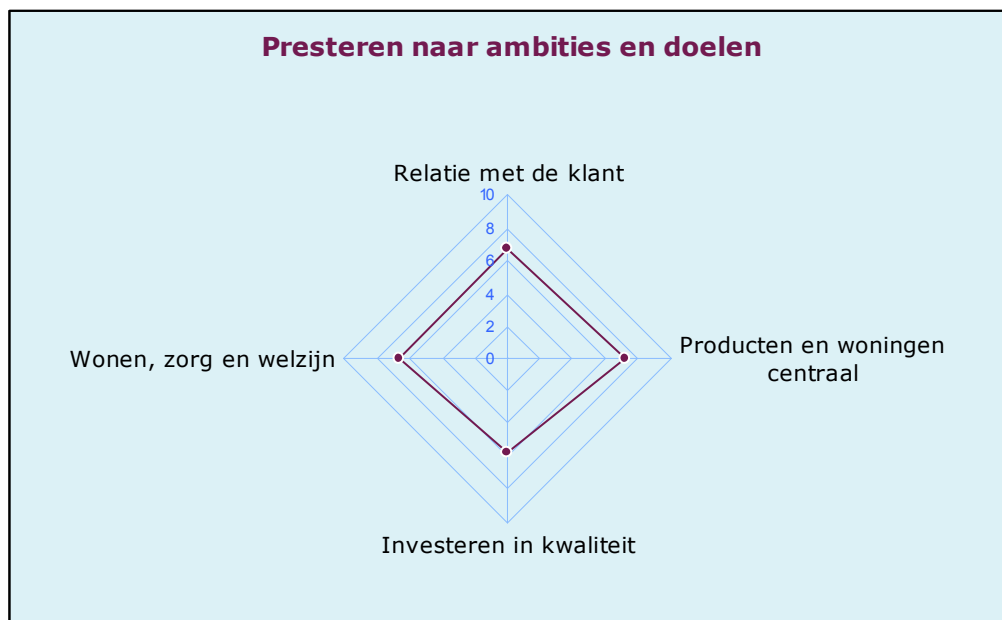 Presteren naar ambities en doelen
Relatie met de klant
10
8
6
4
2
0
Wonen, zorg en welzijn
Producten en woningen
centraal
Investeren in kwaliteit